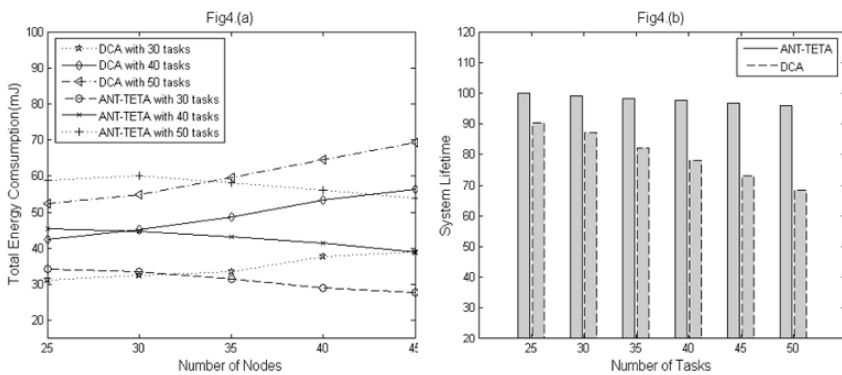 Fig4.(a)
Total Energy Comsumption(mJ)
100
90
80
70
60
50
40
30
20
DCA with 30 tasks
DCA with 40 tasks
DCA with 50 tasks
ANT-TETA with 30 tasks
ANT-TETA with 40 tasks
ANT-TETA with 50 tasks
25 30 35 40 45
Number of Nodes
Fig4.(b)
System Lifetime
120
110
100
90
80
70
60
50
40
30
20
ANT-TETA
DCA
25 30 35 40 45 50
Number of Tasks